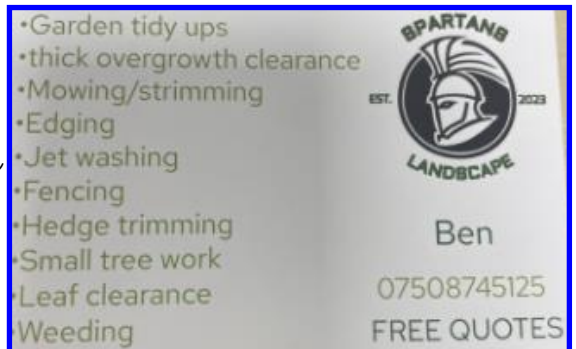 •Garden tidy ups
•thick overgrowth clearance
•Mowing/strimming
•Edging
•Jet washing
•Fencing
•Hedge trimming
•Small tree work
•Leaf clearance
•Weeding
SPARTANS
EST. 2023
LANDSCAPE
Ben
07508745125
FREE QUOTES